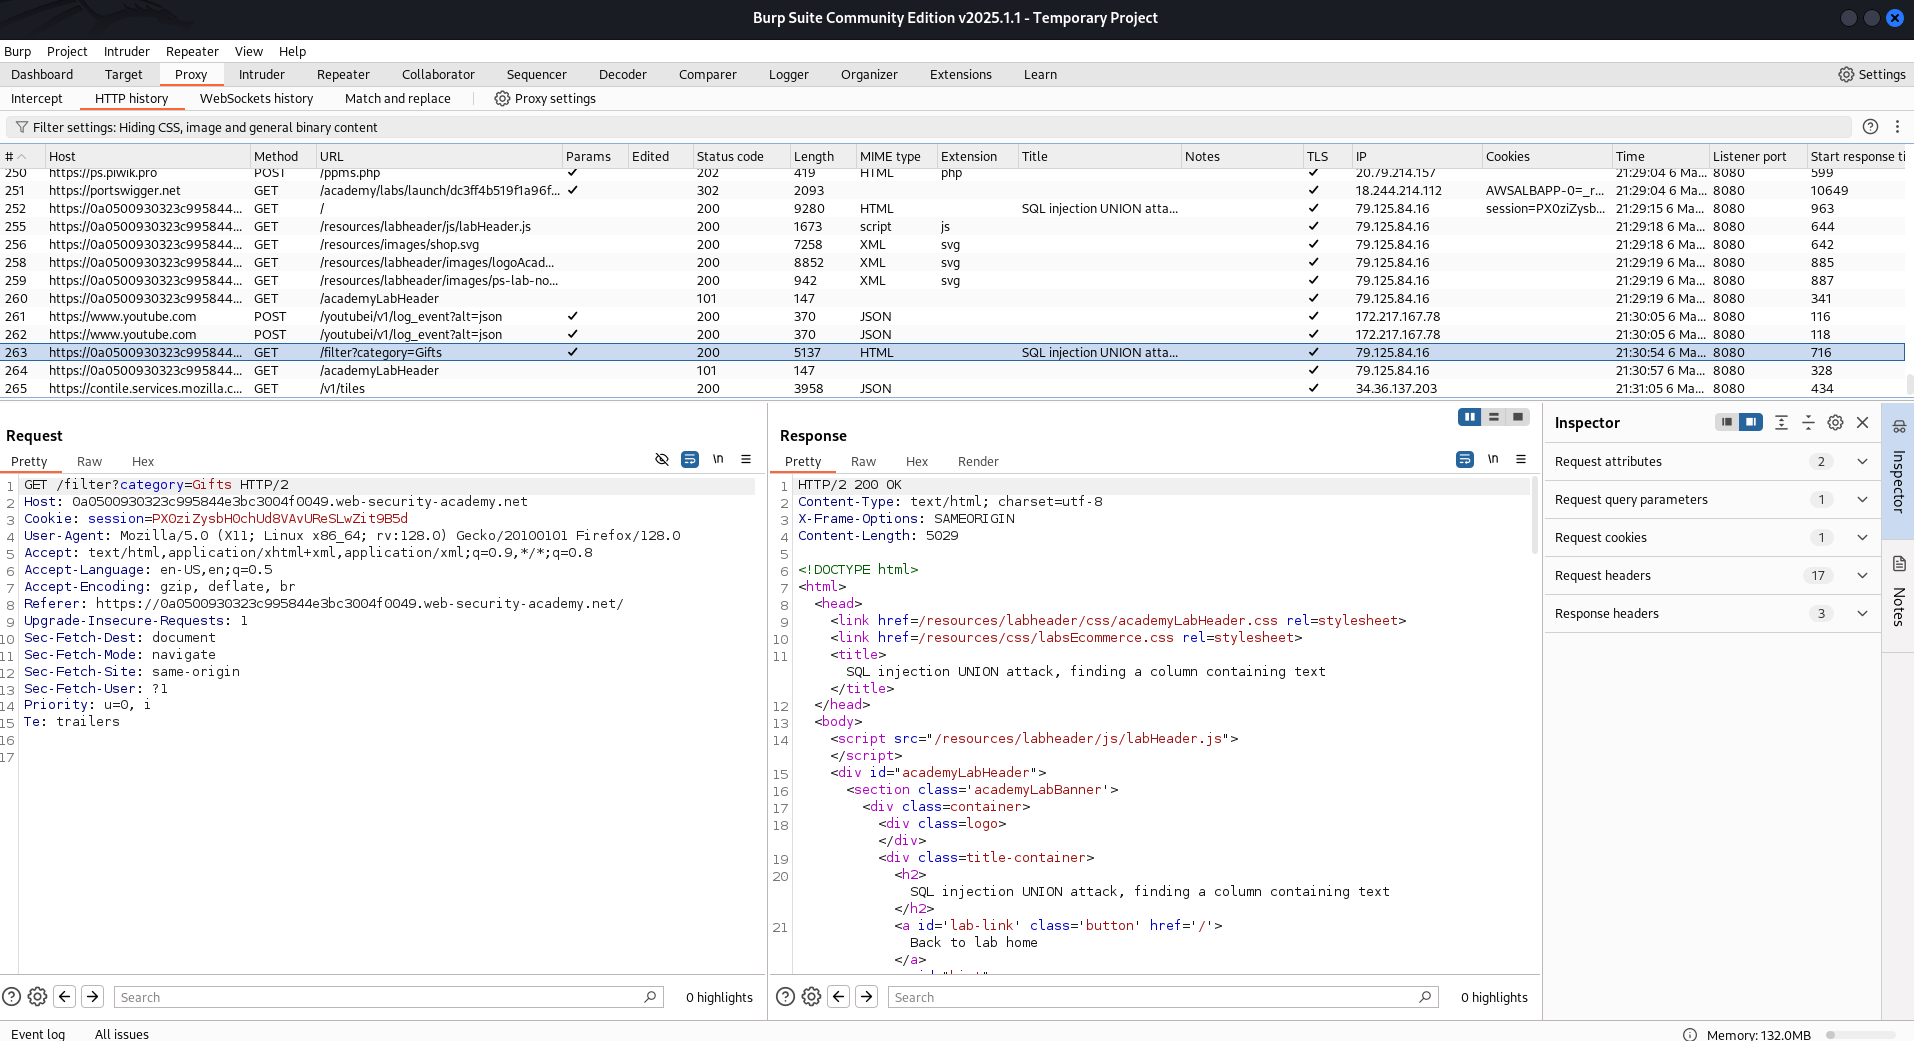 Burp Suite Community Edition v2025.1.1 - Temporary Project
Burp Project Intruder Repeater View Help
Dashboard Target Proxy Intruder Repeater Collaborator Sequencer Decoder Comparer Logger Organizer Extensions Learn Settings
Intercept HTTP history WebSockets history Match and replace Proxy settings
Filter settings: Hiding CSS, image and general binary content
# Host Method URL Params Edited Status code Length MIME type Extension Title Notes TLS IP Cookies Time Listener port Start response ti
250 https://ps.piwik.pro POST /ppms.php ✓ 202 419 HTML php ✓ 20.79.214.157 21:29:04 6 Ma... 8080 599
251 https://portswigger.net GET /academy/labs/launch/dc3ff4b519f1a96f... ✓ 302 2093 ✓ 18.244.214.112 AWSALBAPP-0=_r... 21:29:04 6 Ma... 8080 10649
252 https://0a0500930323c995844... GET / 200 9280 HTML SQL injection UNION atta... ✓ 79.125.84.16 session=PX0ziZysb... 21:29:15 6 Ma... 8080 963
255 https://0a0500930323c995844... GET /resources/labheader/js/labHeader.js 200 1673 script js ✓ 79.125.84.16 21:29:18 6 Ma... 8080 644
256 https://0a0500930323c995844... GET /resources/images/shop.svg 200 7258 XML svg ✓ 79.125.84.16 21:29:18 6 Ma... 8080 642
258 https://0a0500930323c995844... GET /resources/labheader/images/logoAcad... 200 8852 XML svg ✓ 79.125.84.16 21:29:19 6 Ma... 8080 885
259 https://0a0500930323c995844... GET /resources/labheader/images/ps-lab-no... 200 942 XML svg ✓ 79.125.84.16 21:29:19 6 Ma... 8080 887
260 https://0a0500930323c995844... GET /academyLabHeader 101 147 ✓ 79.125.84.16 21:29:19 6 Ma... 8080 341
261 https://www.youtube.com POST /youtubei/v1/log_event?alt=json ✓ 200 370 JSON ✓ 172.217.167.78 21:30:05 6 Ma... 8080 116
262 https://www.youtube.com POST /youtubei/v1/log_event?alt=json ✓ 200 370 JSON ✓ 172.217.167.78 21:30:05 6 Ma... 8080 118
263 https://0a0500930323c995844... GET /filter?category=Gifts ✓ 200 5137 HTML SQL injection UNION atta... ✓ 79.125.84.16 21:30:54 6 Ma... 8080 716
264 https://0a0500930323c995844... GET /academyLabHeader 101 147 ✓ 79.125.84.16 21:30:57 6 Ma... 8080 328
265 https://contile.services.mozilla.c... GET /v1/tiles 200 3958 JSON ✓ 34.36.137.203 21:31:05 6 Ma... 8080 434
Request
Pretty Raw Hex \n
1 GET /filter?category=Gifts HTTP/2
2 Host: 0a0500930323c995844e3bc3004f0049.web-security-academy.net
3 Cookie: session=PX0ziZysbH0chUd8VAvUReSLwZit9B5d
4 User-Agent: Mozilla/5.0 (X11; Linux x86_64; rv:128.0) Gecko/20100101 Firefox/128.0
5 Accept: text/html,application/xhtml+xml,application/xml;q=0.9,*/*;q=0.8
6 Accept-Language: en-US,en;q=0.5
7 Accept-Encoding: gzip, deflate, br
8 Referer: https://0a0500930323c995844e3bc3004f0049.web-security-academy.net/
9 Upgrade-Insecure-Requests: 1
10 Sec-Fetch-Dest: document
11 Sec-Fetch-Mode: navigate
12 Sec-Fetch-Site: same-origin
13 Sec-Fetch-User: ?1
14 Priority: u=0, i
15 Te: trailers
16
17
Search 0 highlights
Response
Pretty Raw Hex Render \n
1 HTTP/2 200 OK
2 Content-Type: text/html; charset=utf-8
3 X-Frame-Options: SAMEORIGIN
4 Content-Length: 5029
5
6 <!DOCTYPE html>
7 <html>
8 <head>
9 <link href=/resources/labheader/css/academyLabHeader.css rel=stylesheet>
10 <link href=/resources/css/labsEcommerce.css rel=stylesheet>
11 <title>
SQL injection UNION attack, finding a column containing text
</title>
12 </head>
13 <body>
14 <script src="/resources/labheader/js/labHeader.js">
</script>
15 <div id="academyLabHeader">
16 <section class='academyLabBanner'>
17 <div class=container>
18 <div class=logo>
</div>
19 <div class=title-container>
20 <h2>
SQL injection UNION attack, finding a column containing text
</h2>
21 <a id='lab-link' class='button' href='/'>
Back to lab home
</a>
Search 0 highlights
Inspector
Request attributes 2
Request query parameters 1
Request cookies 1
Request headers 17
Response headers 3
Inspector
Notes
Event log All issues Memory: 132.0MB